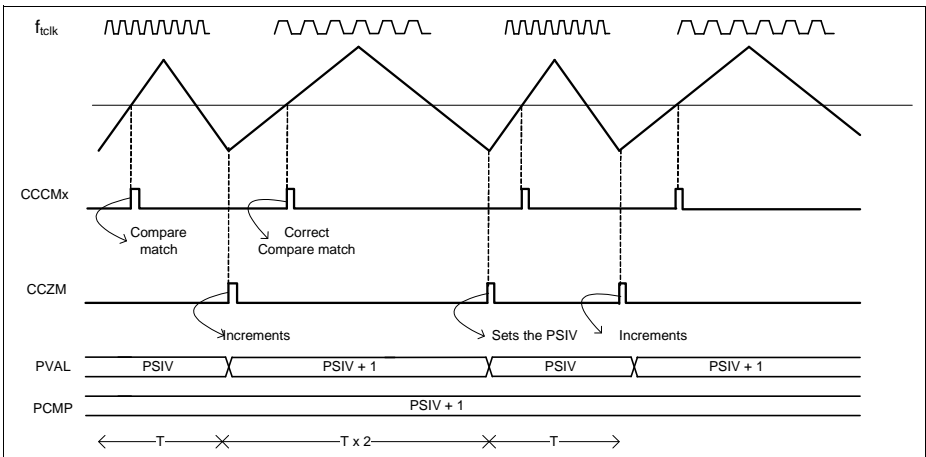 ftclk
CCCMx
Compare match
Correct Compare match
CCZM
Increments
Sets the PSIV
Increments
PVAL
PSIV
PSIV + 1
PSIV
PSIV + 1
PCMP
PSIV + 1
T
T x 2
T